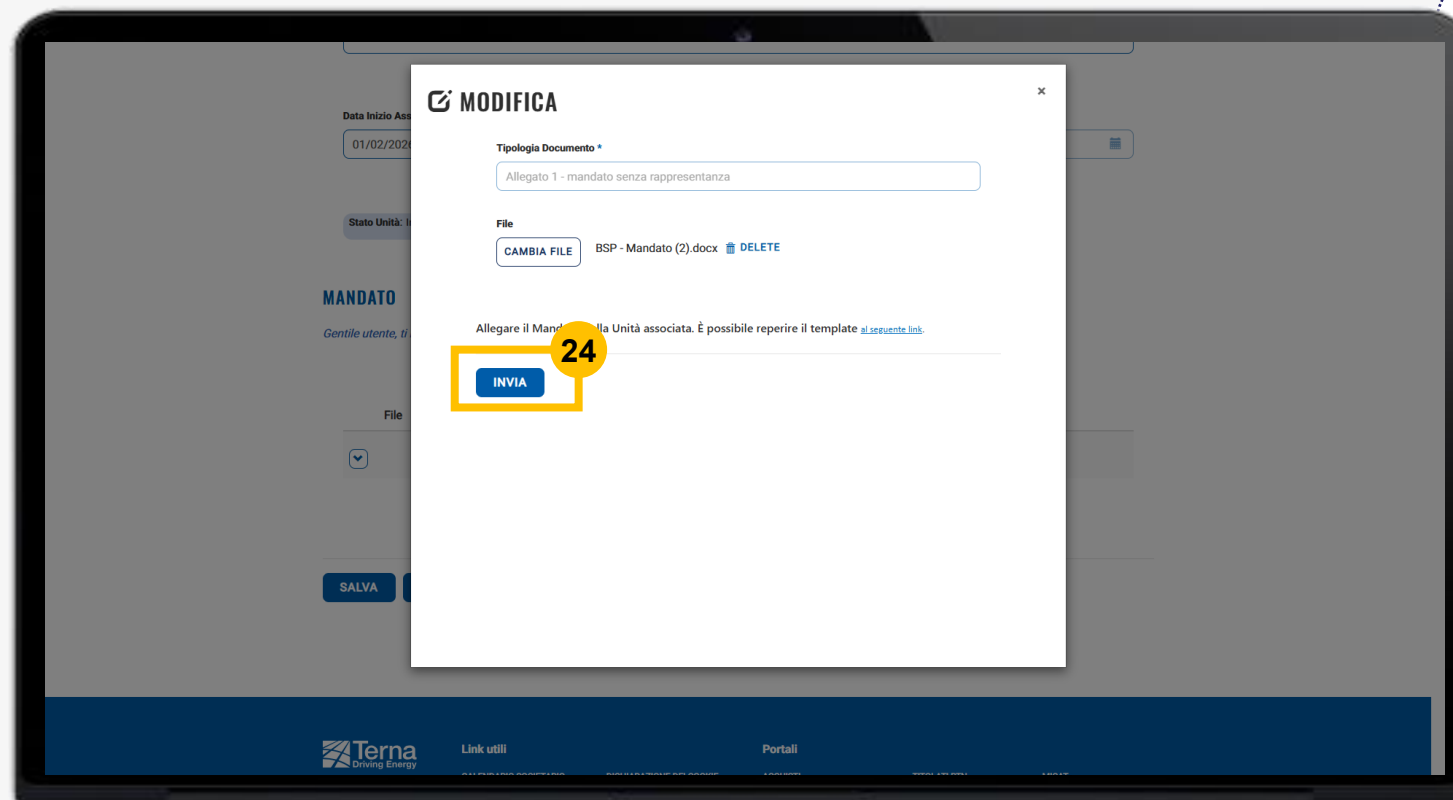 MODIFICA
×
Data Inizio Ass
01/02/2026
Tipologia Documento *
Allegato 1 - mandato senza rappresentanza
Stato Unità:
File
CAMBIA FILE BSP - Mandato (2).docx DELETE
MANDATO
Gentile utente, ti
Allegare il Mand lla Unità associata. È possibile reperire il template al seguente link.
24
INVIA
File
SALVA
Terna
Driving Energy
Link utili
Portali